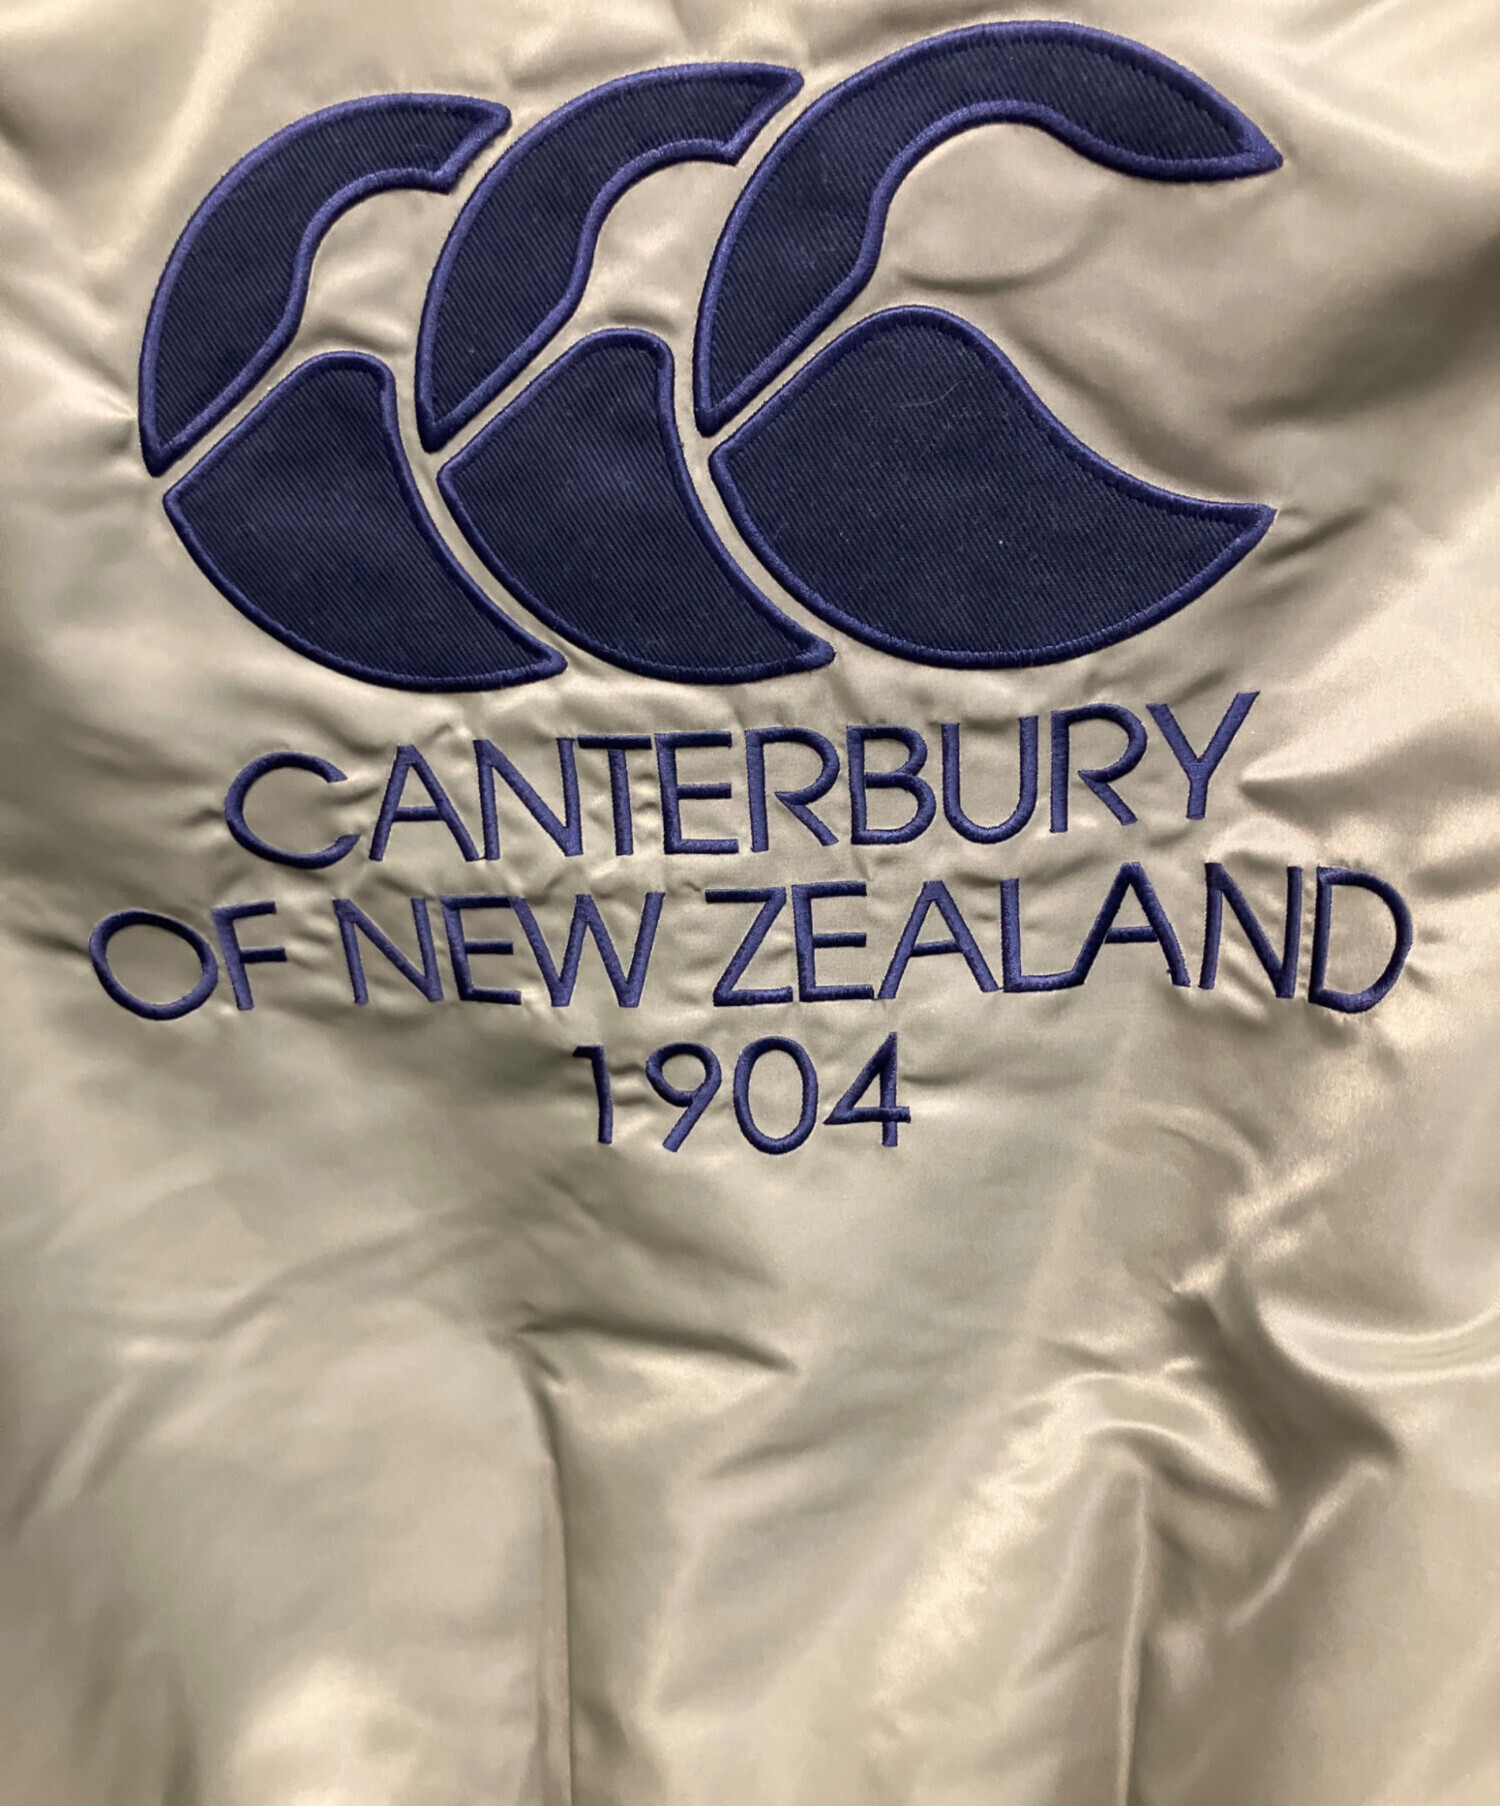 CANTERBURY
OF NEW ZEALAND
1904